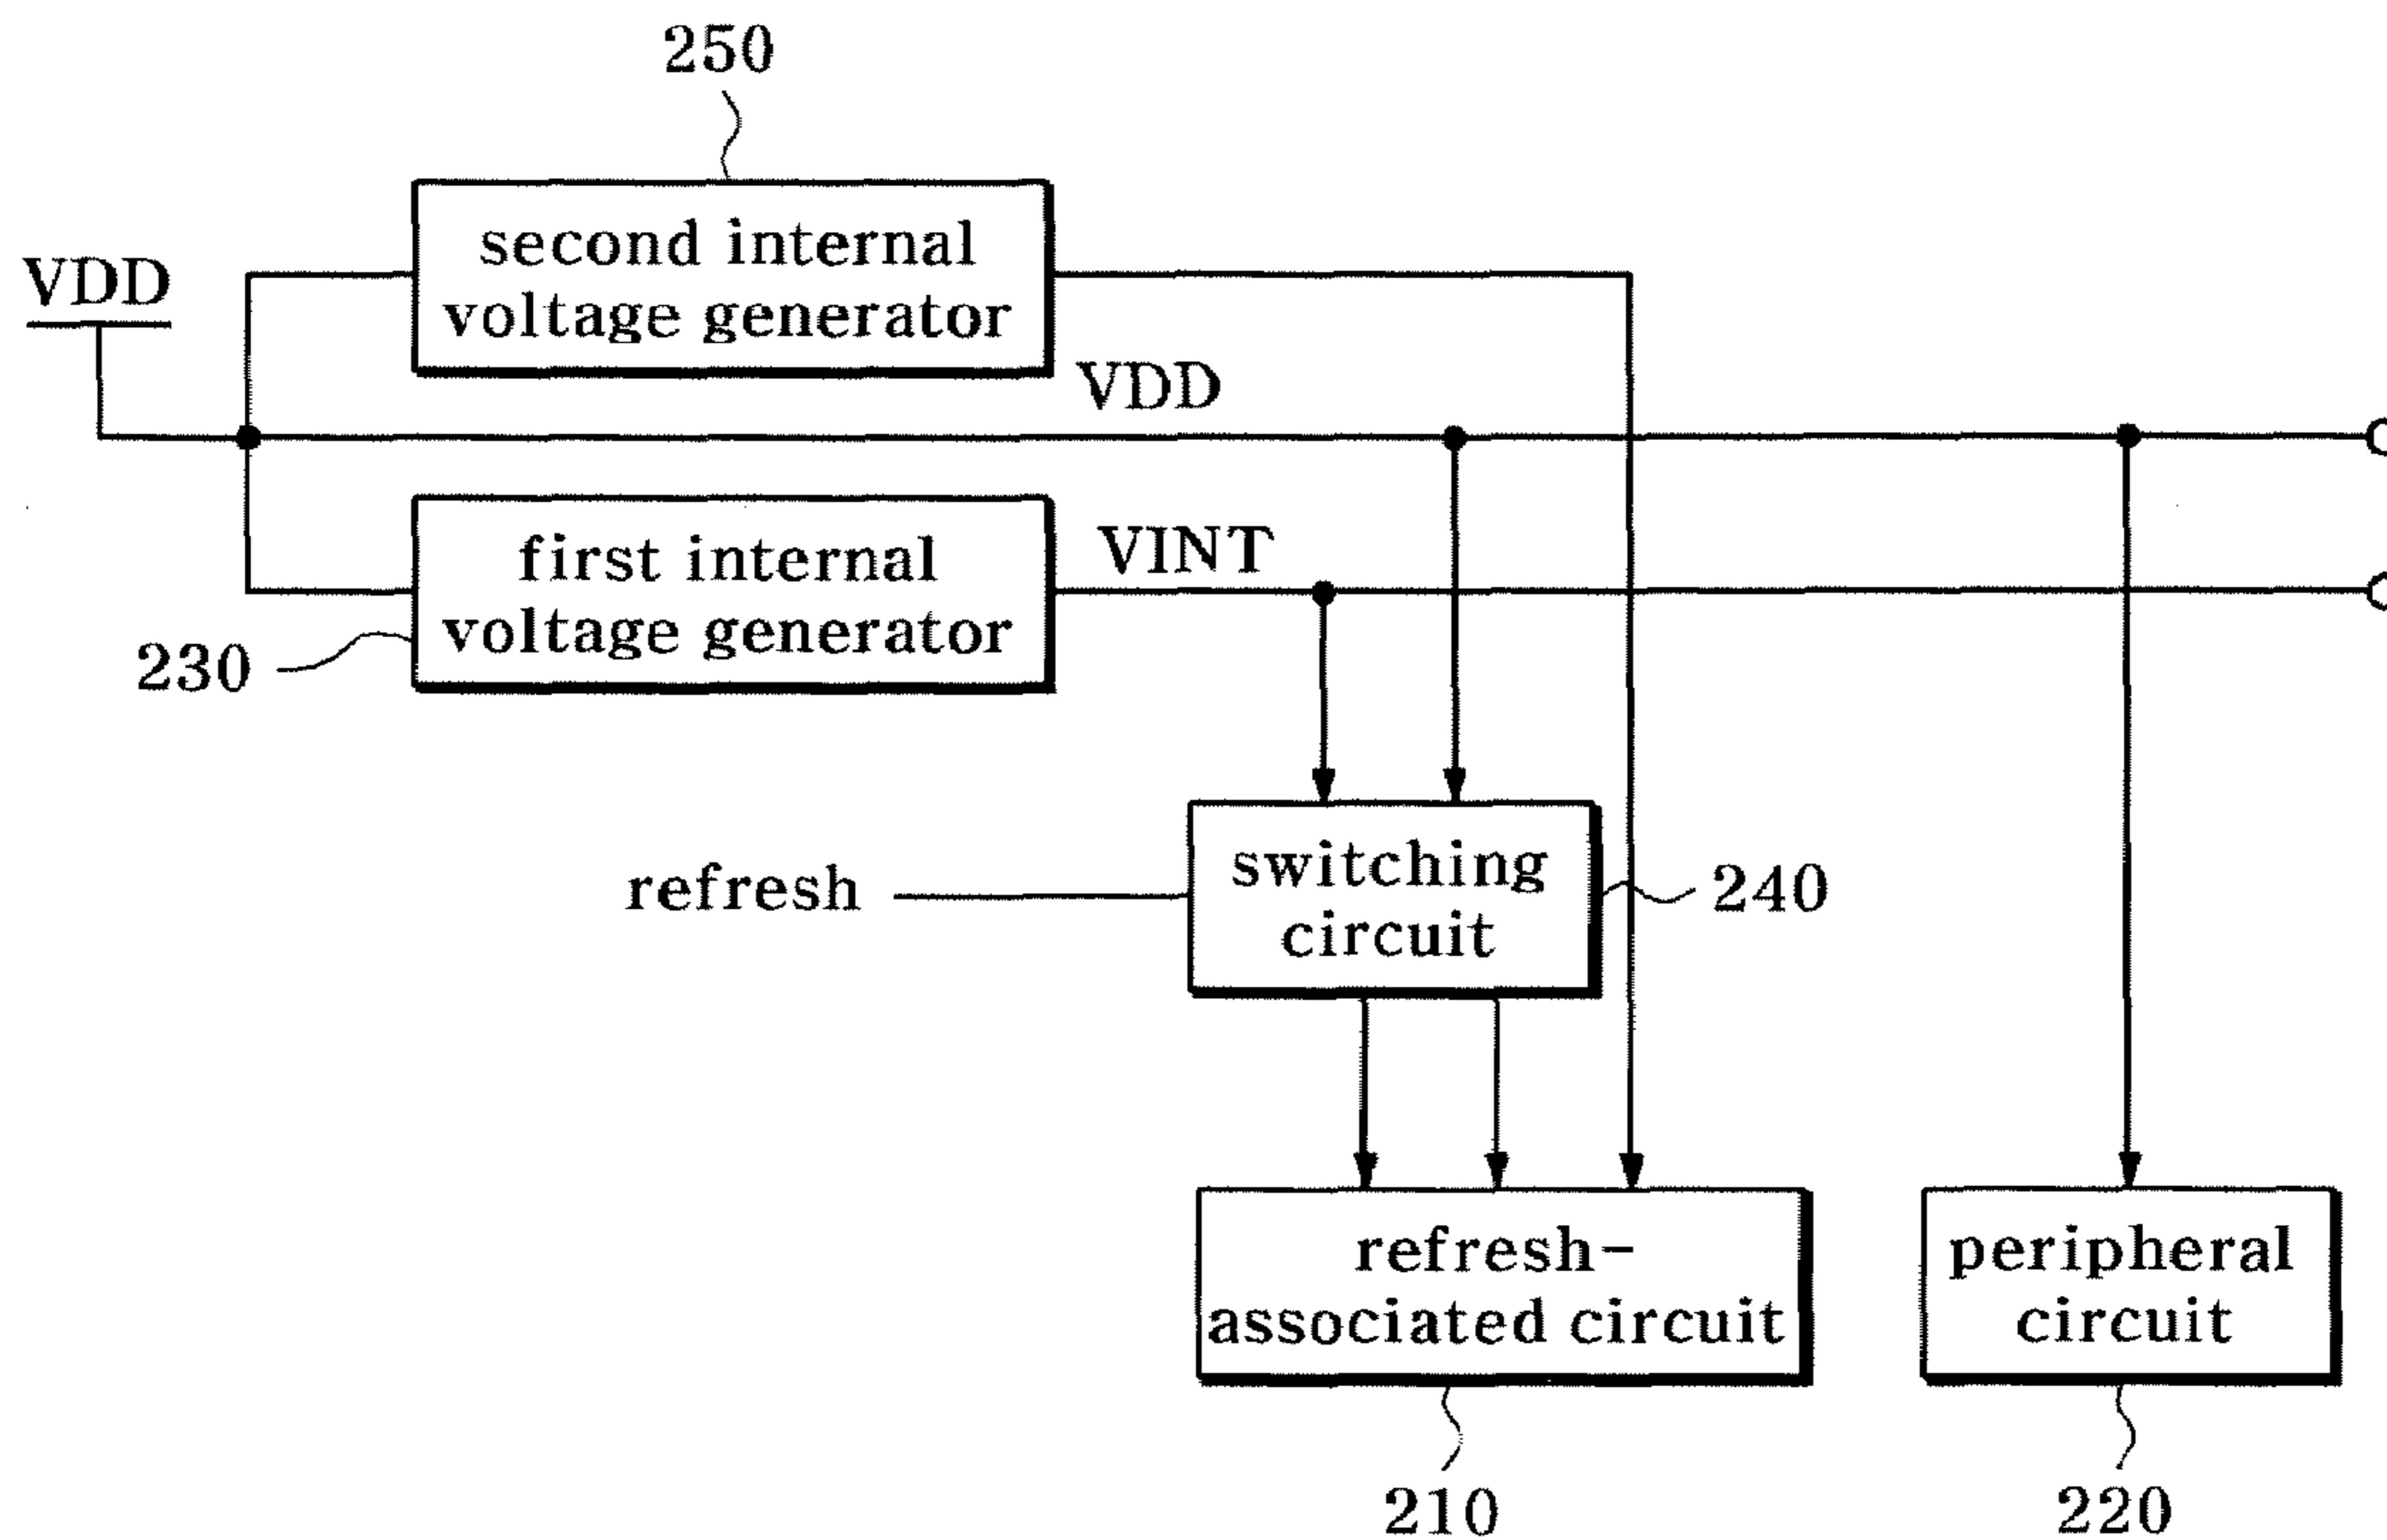 250
second internal
voltage generator
VDD
VDD
first internal
voltage generator
VINT
230
refresh
switching
circuit
240
refresh-
associated circuit
peripheral
circuit
210
220